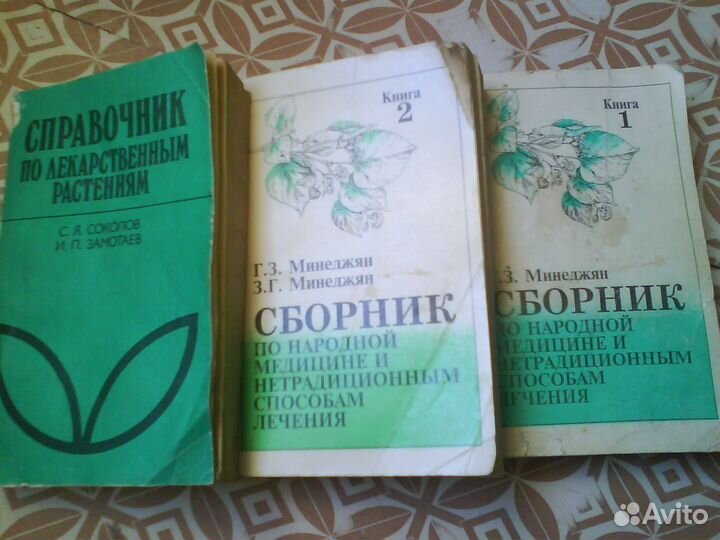 СПРАВОЧНИК
ПО ЛЕКАРСТВЕННЫМ
РАСТЕНИЯМ
С. Я. СОКОЛОВ
И. П. ЗАМОТАЕВ
Книга
2
Г.З. Минеджян
З.Г. Минеджян
СБОРНИК
ПО НАРОДНОЙ
МЕДИЦИНЕ И
НЕТРАДИЦИОННЫМ
СПОСОБАМ
ЛЕЧЕНИЯ
Книга
1
Г.З. Минеджян
СБОРНИК
ПО НАРОДНОЙ
МЕДИЦИНЕ И
НЕТРАДИЦИОННЫМ
СПОСОБАМ
ЛЕЧЕНИЯ
Avito